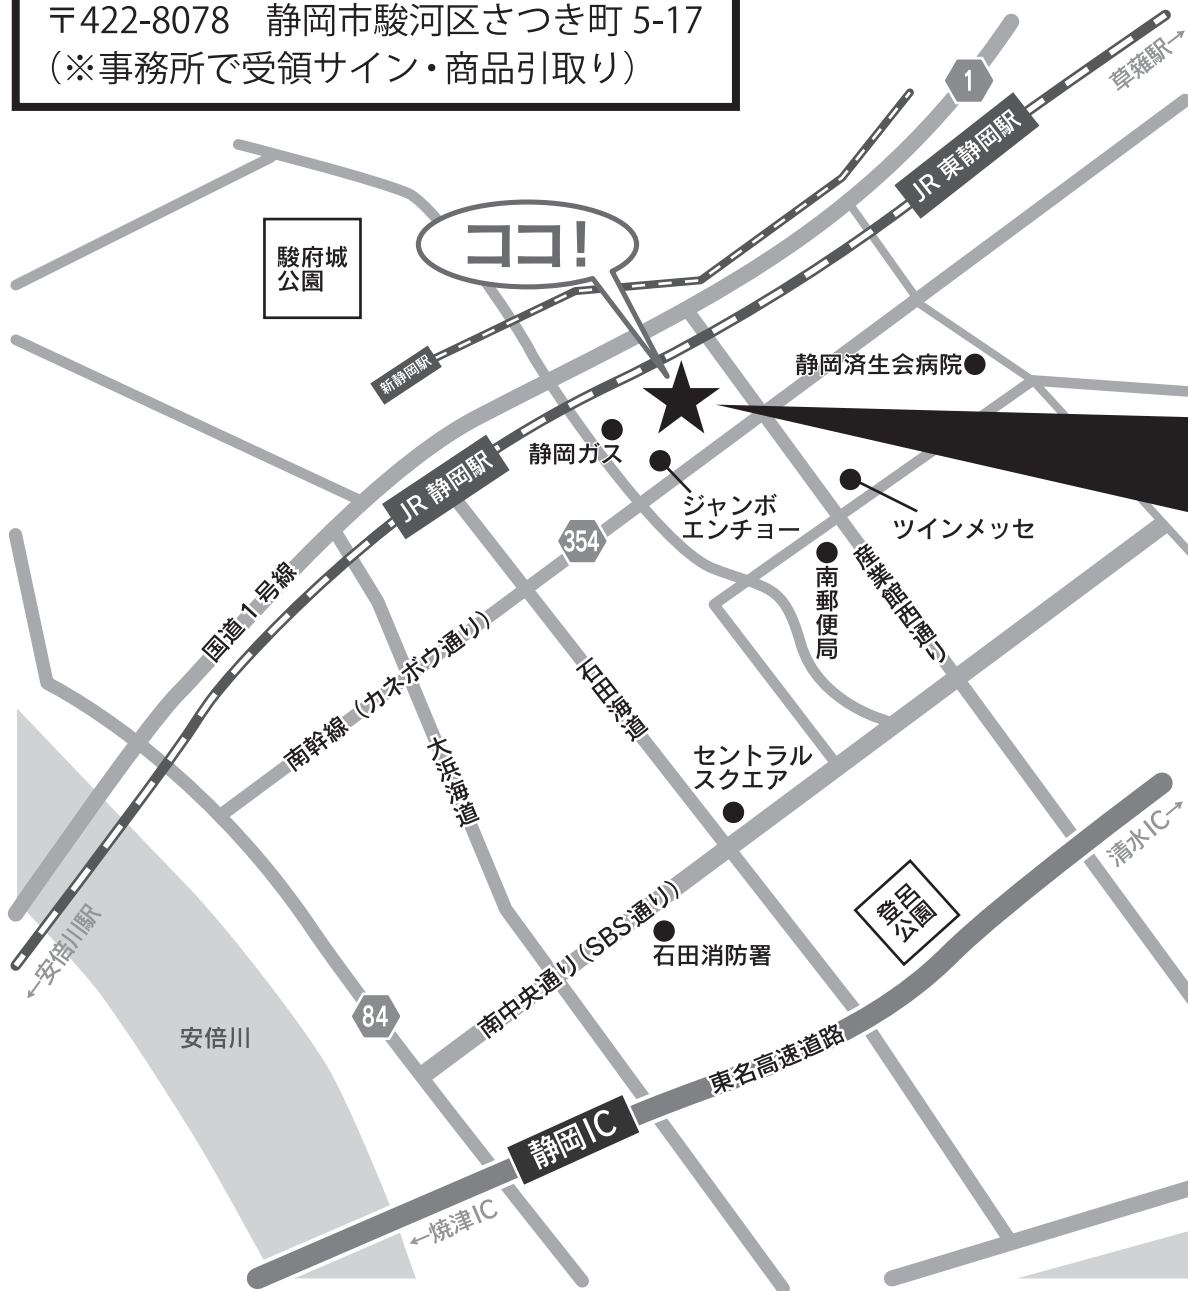 〒422-8078　静岡市駿河区さつき町 5-17
（※事務所で受領サイン・商品引取り）
1
草薙駅→
JR 東静岡駅
駿府城
公園
ココ！
新静岡駅
静岡済生会病院
静岡ガス
JR 静岡駅
ジャンボ
エンチョー
ツインメッセ
354
南郵便局
産業館西通り
国道1号線
南幹線（カネボウ通り）
石田海道
大浜海道
セントラル
スクエア
清水IC→
登呂
公園
←安倍川駅
南中央通り（SBS通り）
石田消防署
84
安倍川
東名高速道路
静岡IC
←焼津IC